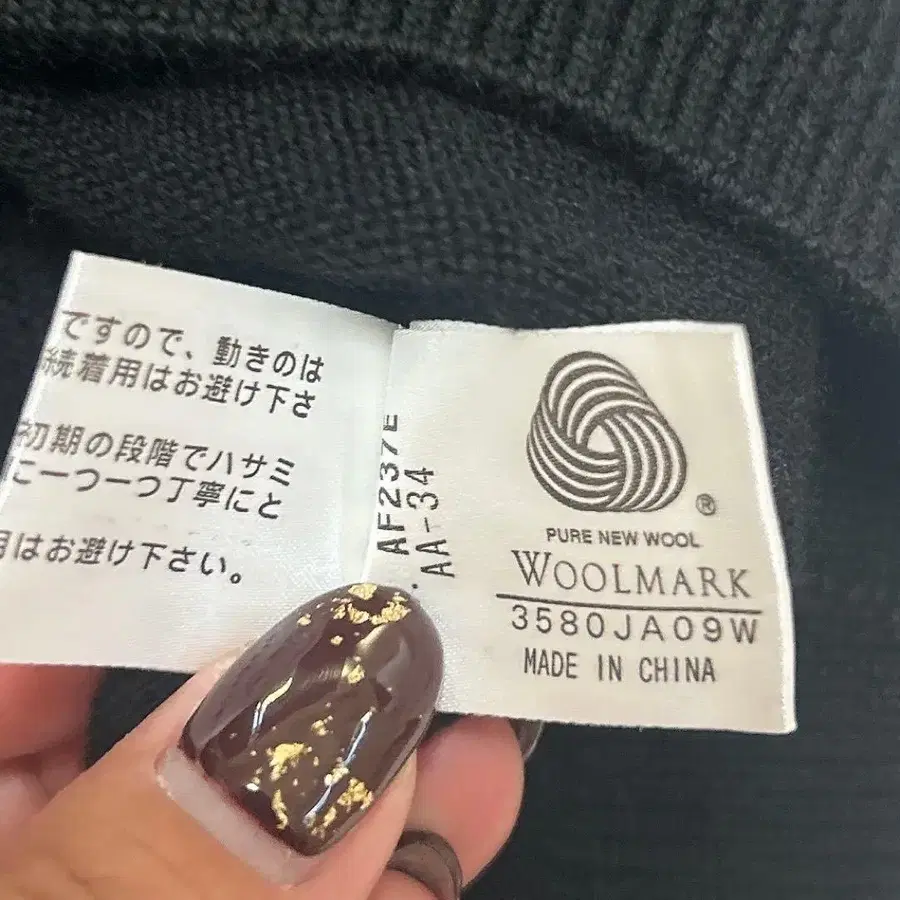 ですので、動きのは
続着用はお避け下さ
初期の段階でハサミ
こ一つ一つ丁寧にと
用はお避け下さい。
AF237E
AA-34
®
PURE NEW WOOL
WOOLMARK
3580JA09W
MADE IN CHINA